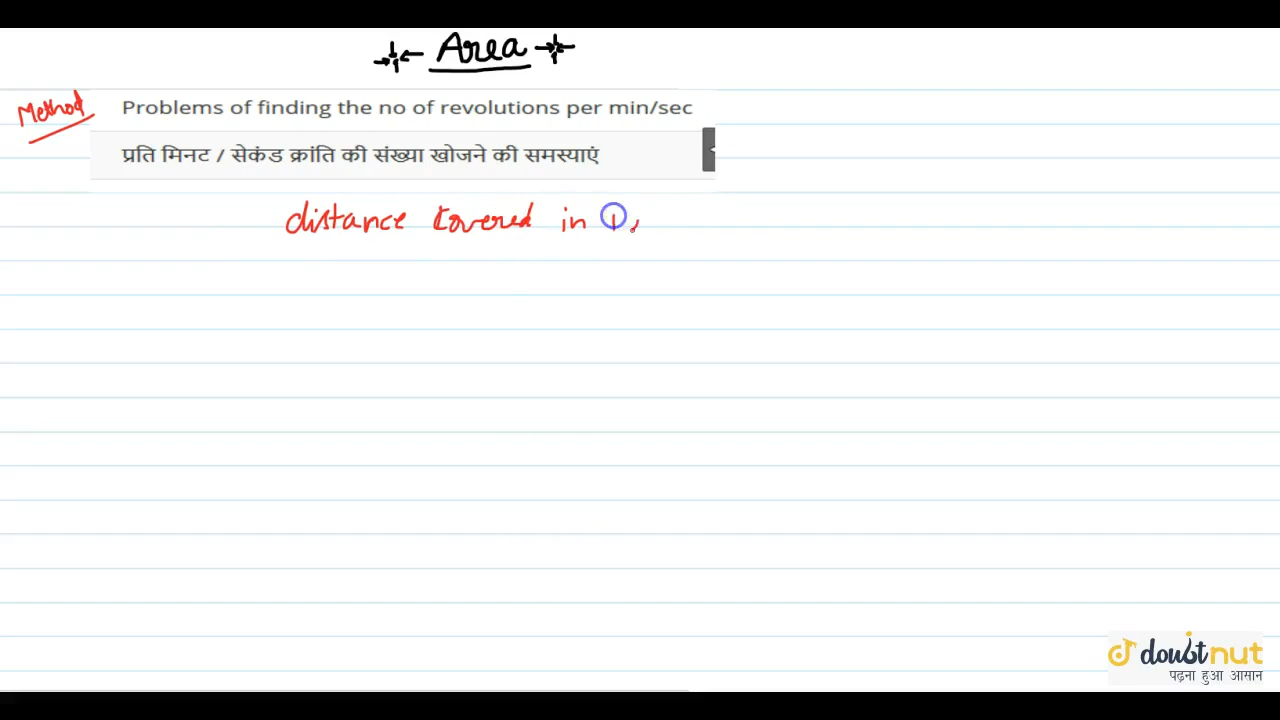 Area
Method
Problems of finding the no of revolutions per min/sec
प्रति मिनट / सेकंड क्रांति की संख्या खोजने की समस्याएं
distance covered in 1
doubtnut
पढ़ना हुआ आसान